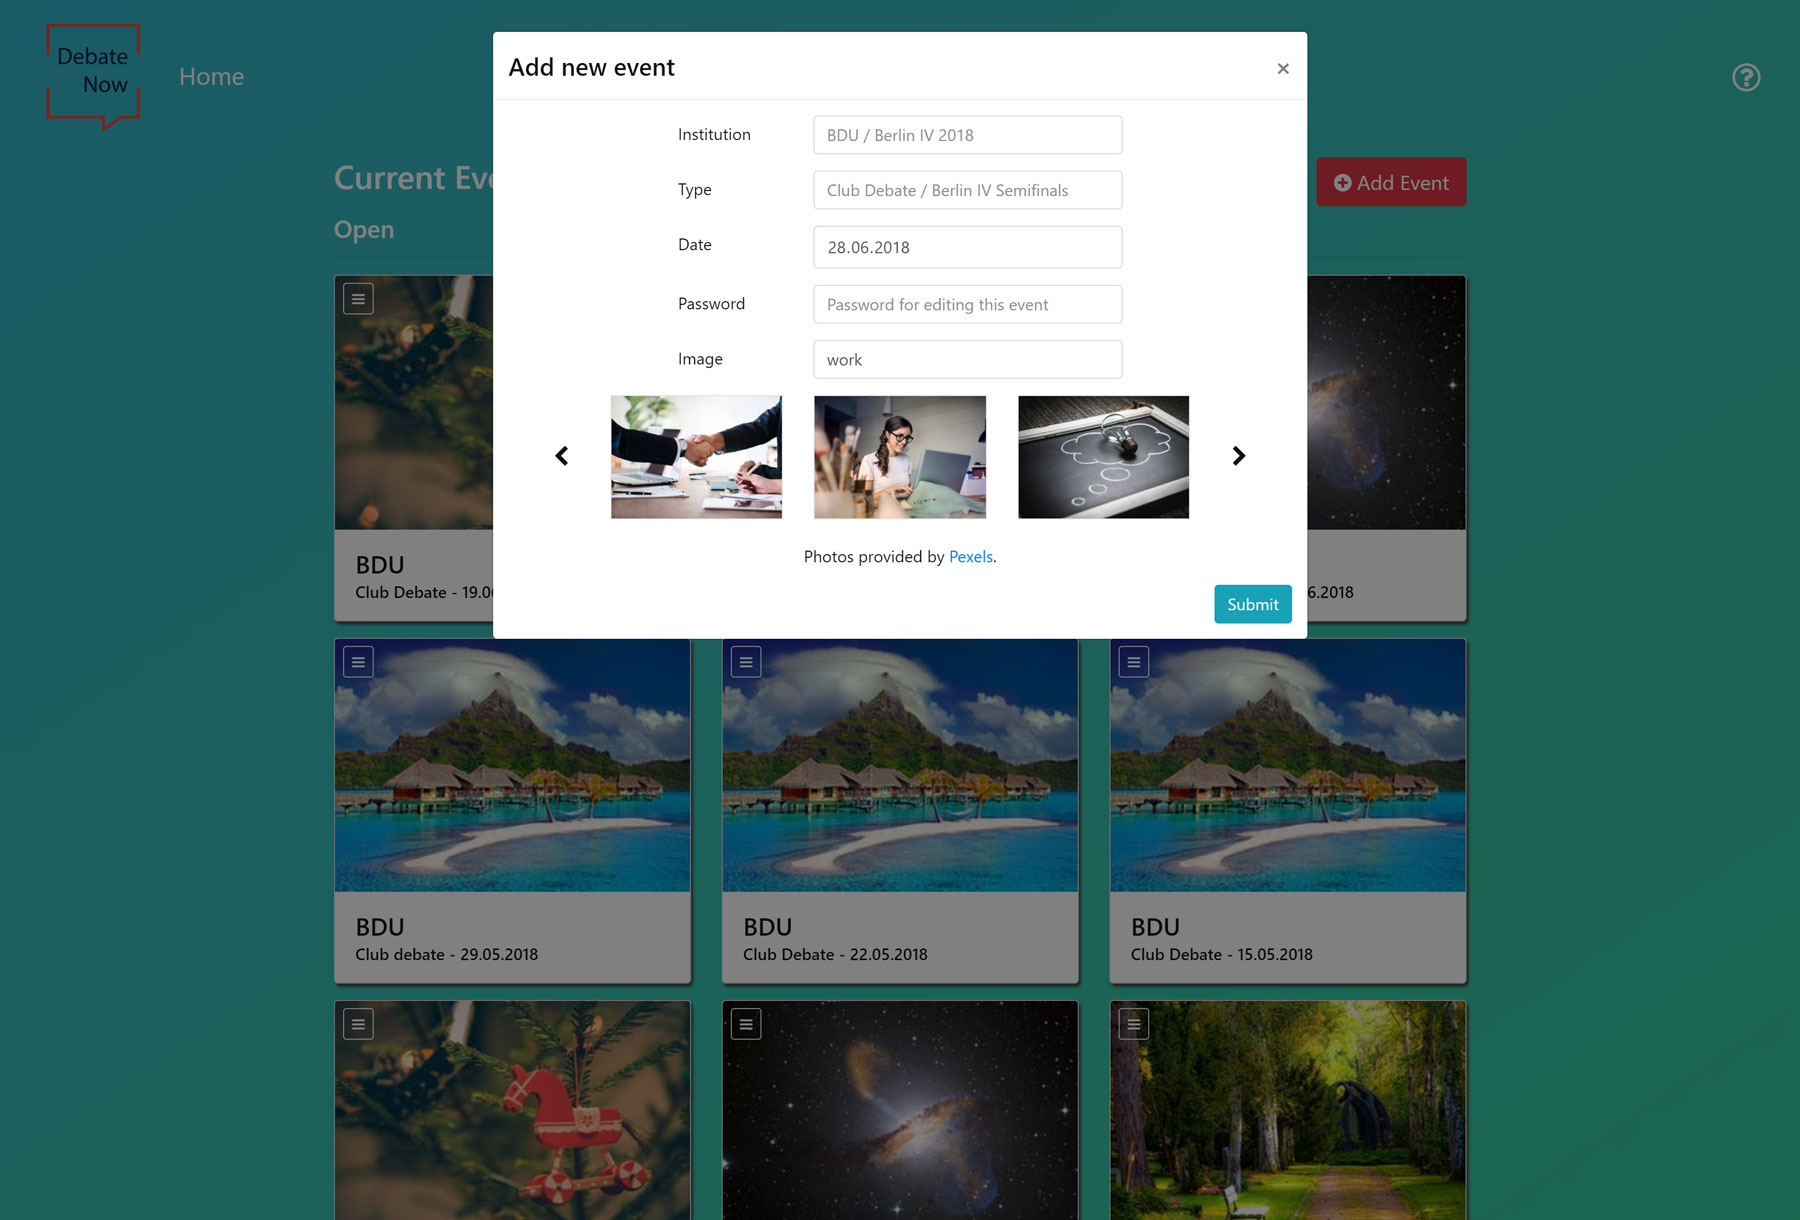 Debate
Now
Home
Add new event
×
Institution
BDU / Berlin IV 2018
Type
Club Debate / Berlin IV Semifinals
Date
28.06.2018
Password
Password for editing this event
Image
work
Photos provided by Pexels.
Submit
Current Eve
Add Event
Open
BDU
Club Debate - 19.0
6.2018
BDU
Club debate - 29.05.2018
BDU
Club Debate - 22.05.2018
BDU
Club Debate - 15.05.2018